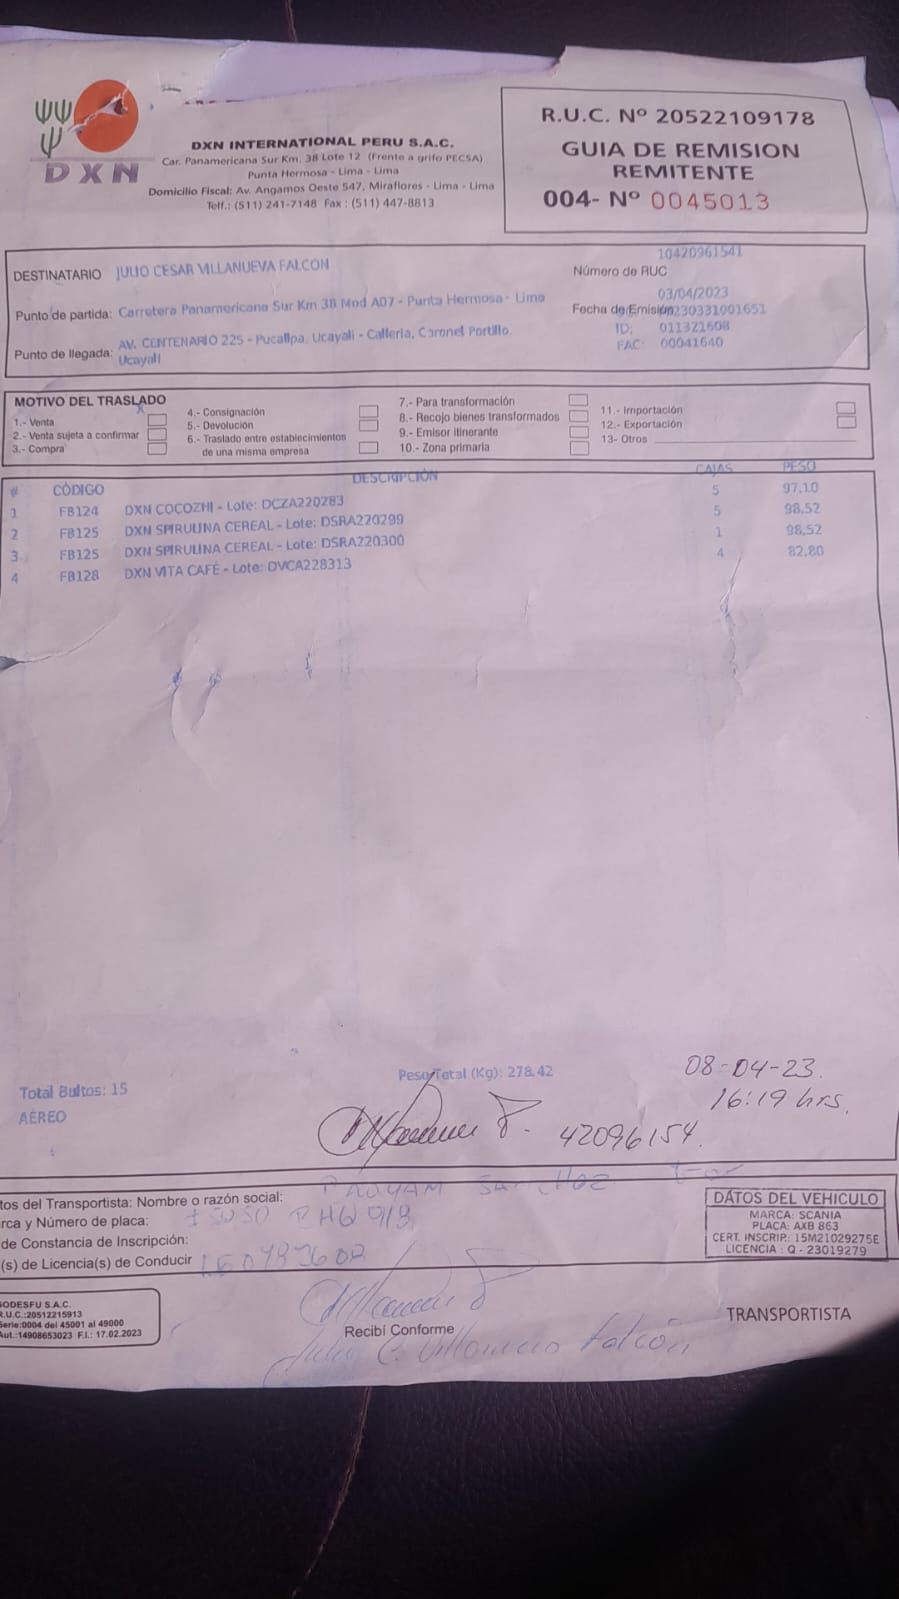 DXN
DXN INTERNATIONAL PERU S.A.C.
Car. Panamericana Sur Km. 38 Lote 12 (Frente a grifo PECSA)
Punta Hermosa - Lima - Lima
Domicilio Fiscal: Av. Angamos Oeste 547, Miraflores - Lima - Lima
Telf.: (511) 241-7148 Fax : (511) 447-8813
R.U.C. Nº 20522109178
GUIA DE REMISION
REMITENTE
004- Nº 0045013
DESTINATARIO JULIO CESAR VILLANUEVA FALCON
10420961541
Número de RUC
Punto de partida: Carretera Panamericana Sur Km 38 Mod A07 - Punta Hermosa - Lima
03/04/2023
Fecha de Emisión 230331001651
Punto de llegada: AV. CENTENARIO 225 - Pucallpa, Ucayali - Calleria, Coronel Portillo,
Ucayali
ID: 011321608
FAC: 00041640
MOTIVO DEL TRASLADO
1.- Venta X
2.- Venta sujeta a confirmar
3.- Compra
4.- Consignación
5.- Devolución
6.- Traslado entre establecimientos
de una misma empresa
7.- Para transformación
8.- Recojo bienes transformados
9.- Emisor itinerante
10.- Zona primaria
11.- Importación
12.- Exportación
13- Otros
# CÓDIGO DESCRIPCIÓN CAJAS PESO
1 FB124 DXN COCOZHI - Lote: DCZA220283 5 97,10
2 FB125 DXN SPIRULINA CEREAL - Lote: DSRA220299 5 98,52
3 FB125 DXN SPIRULINA CEREAL - Lote: DSRA220300 1 98,52
4 FB128 DXN VITA CAFÉ - Lote: DVCA228313 4 82.80
Total Bultos: 15
AÉREO
Peso Total (Kg): 278.42
08-04-23.
16:19 hrs.
42096154.
tos del Transportista: Nombre o razón social:
rca y Número de placa:
de Constancia de Inscripción:
(s) de Licencia(s) de Conducir
DATOS DEL VEHICULO
MARCA: SCANIA
PLACA: AXB 863
CERT. INSCRIP.: 15M21029275E
LICENCIA : Q - 23019279
SODESFU S.A.C.
R.U.C.:20512215913
Serie:0004 del 45001 al 49000
Aut.:14908653023 F.I.: 17.02.2023
Recibí Conforme
Julio C. Villanueva Falcón
TRANSPORTISTA